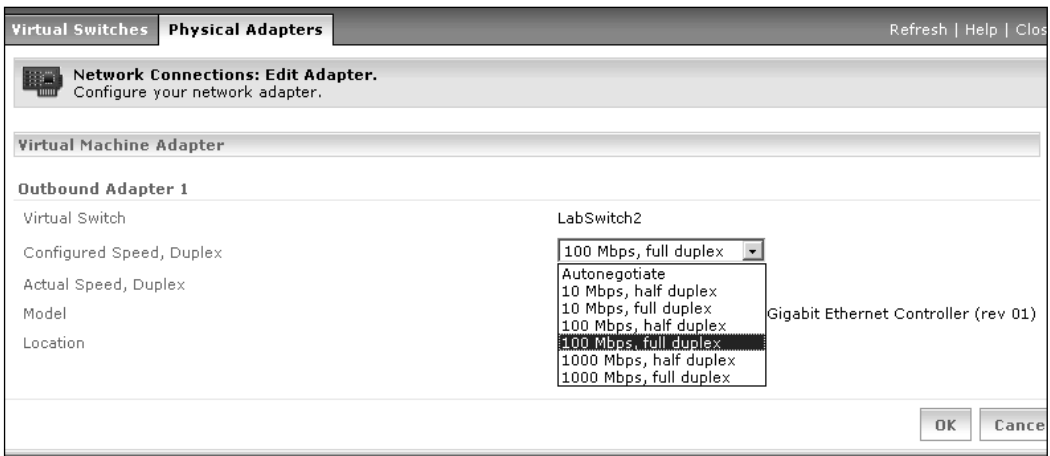 Virtual Switches Physical Adapters Refresh | Help | Clos
Network Connections: Edit Adapter.
Configure your network adapter.
Virtual Machine Adapter
Outbound Adapter 1
Virtual Switch LabSwitch2
Configured Speed, Duplex 100 Mbps, full duplex
Autonegotiate
Actual Speed, Duplex
10 Mbps, half duplex
10 Mbps, full duplex
Model Gigabit Ethernet Controller (rev 01)
100 Mbps, half duplex
Location 100 Mbps, full duplex
1000 Mbps, half duplex
1000 Mbps, full duplex
OK Cance